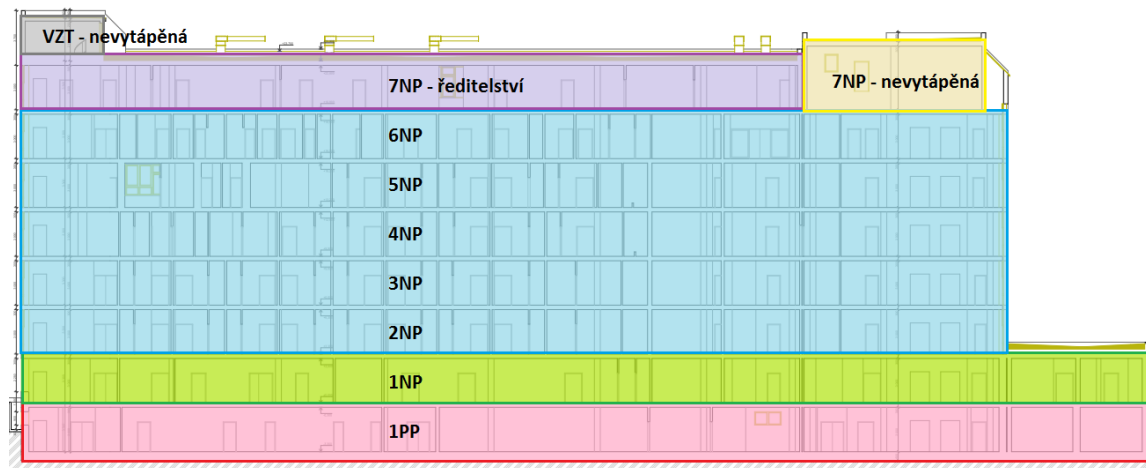 VZT - nevytápěná
7NP - ředitelství
7NP - nevytápěná
6NP
5NP
4NP
3NP
2NP
1NP
1PP